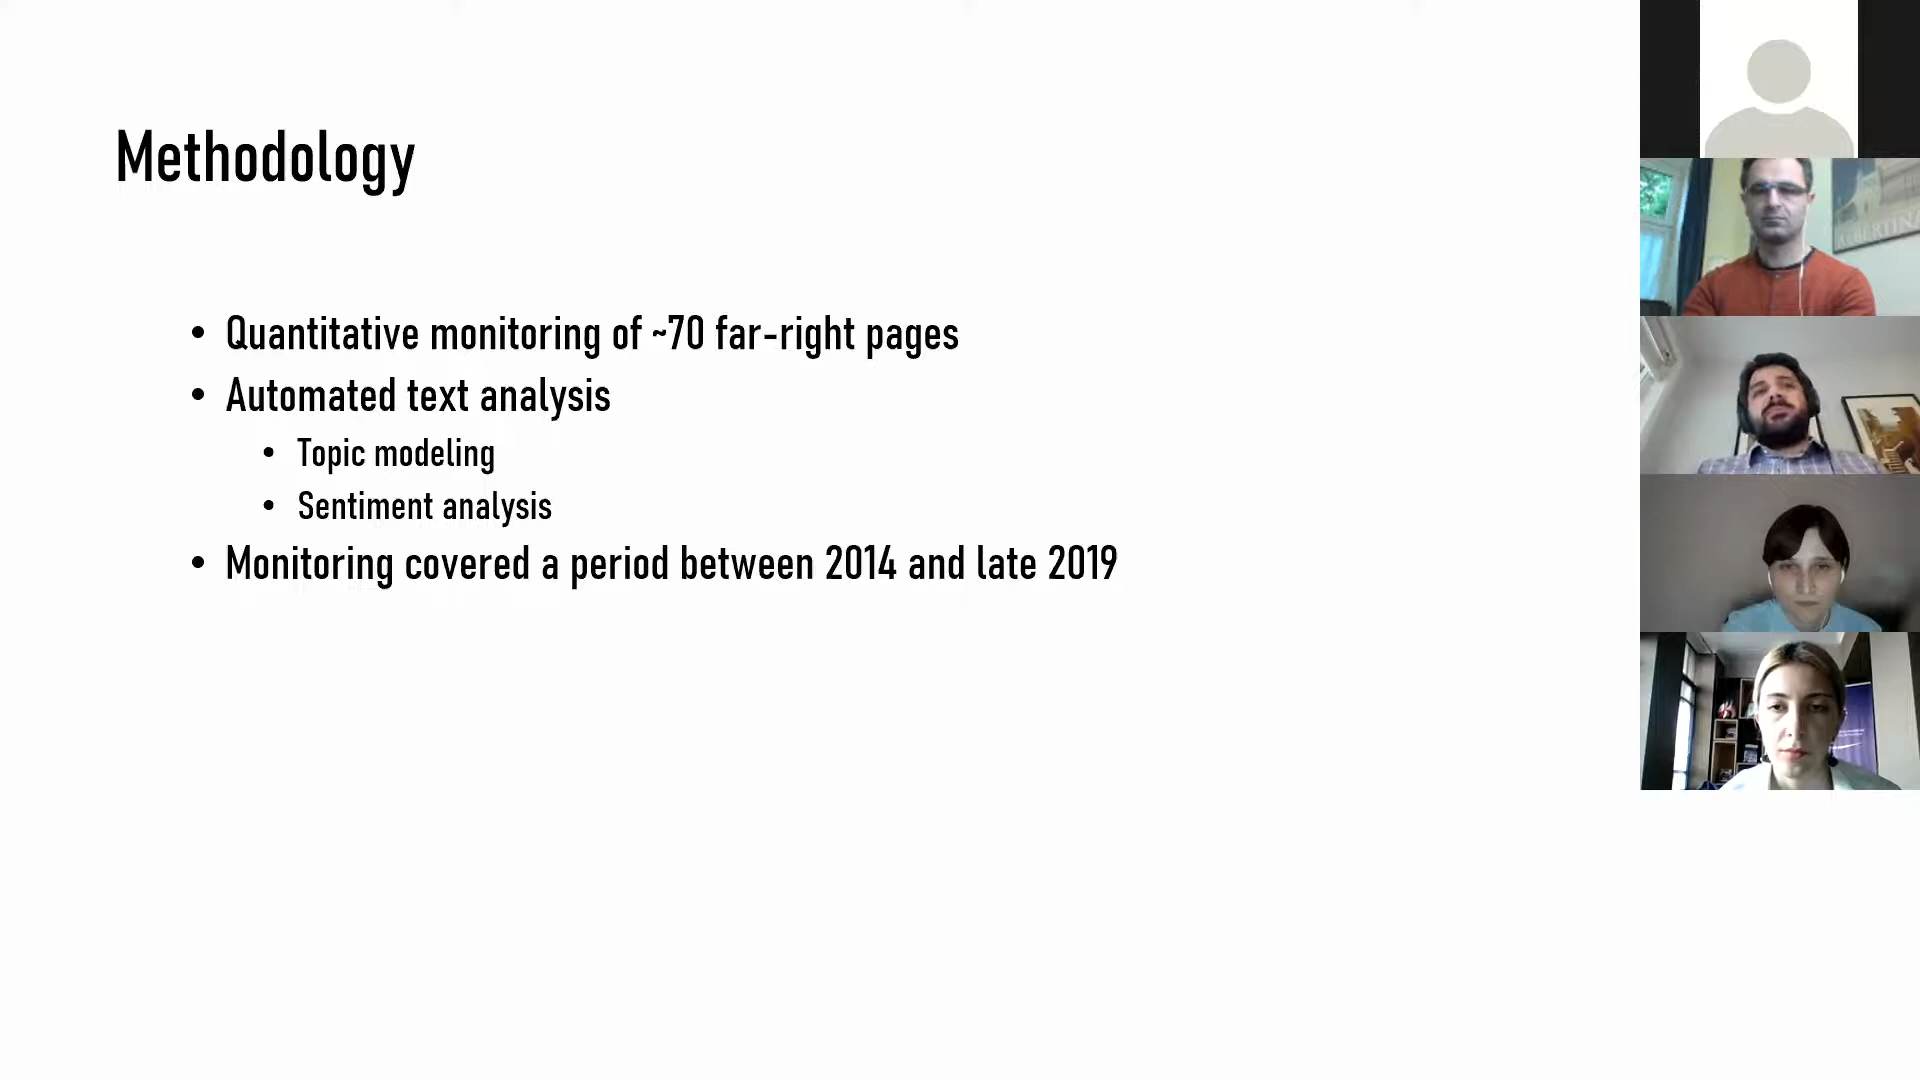 Methodology
• Quantitative monitoring of ~70 far-right pages
• Automated text analysis
• Topic modeling
• Sentiment analysis
• Monitoring covered a period between 2014 and late 2019
ALBERTINA